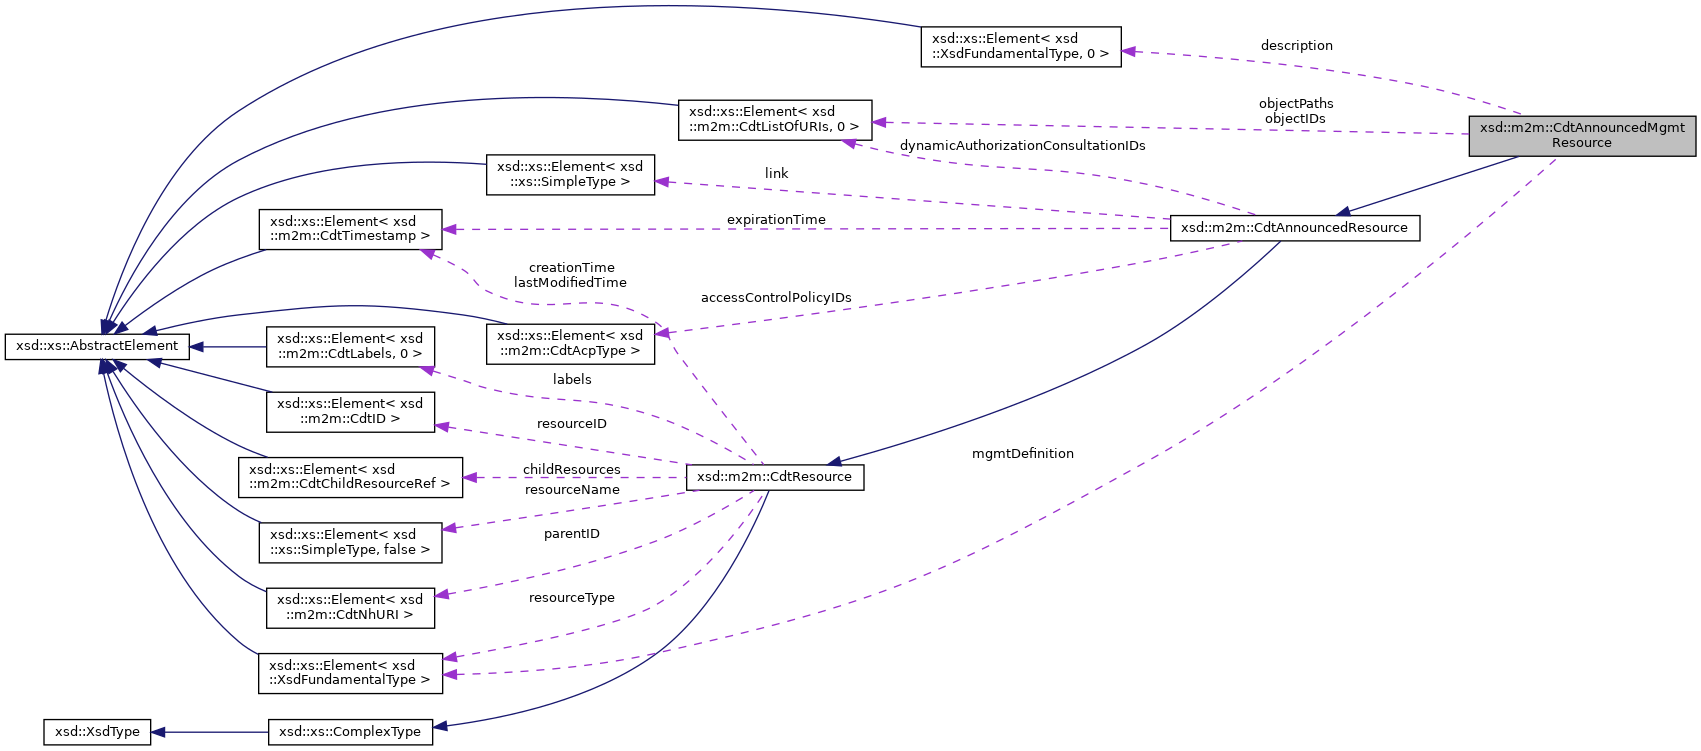 xsd::xs::Element< xsd
::XsdFundamentalType, 0 >
description
xsd::xs::Element< xsd
::m2m::CdtListOfURIs, 0 >
objectPaths
objectIDs
xsd::m2m::CdtAnnouncedMgmt
Resource
dynamicAuthorizationConsultationIDs
xsd::xs::Element< xsd
::xs::SimpleType >
link
xsd::xs::Element< xsd
::m2m::CdtTimestamp >
expirationTime
xsd::m2m::CdtAnnouncedResource
creationTime
lastModifiedTime
accessControlPolicyIDs
xsd::xs::AbstractElement
xsd::xs::Element< xsd
::m2m::CdtLabels, 0 >
xsd::xs::Element< xsd
::m2m::CdtAcpType >
labels
xsd::xs::Element< xsd
::m2m::CdtID >
resourceID
mgmtDefinition
xsd::xs::Element< xsd
::m2m::CdtChildResourceRef >
childResources
resourceName
xsd::m2m::CdtResource
xsd::xs::Element< xsd
::xs::SimpleType, false >
parentID
xsd::xs::Element< xsd
::m2m::CdtNhURI >
resourceType
xsd::xs::Element< xsd
::XsdFundamentalType >
xsd::XsdType
xsd::xs::ComplexType